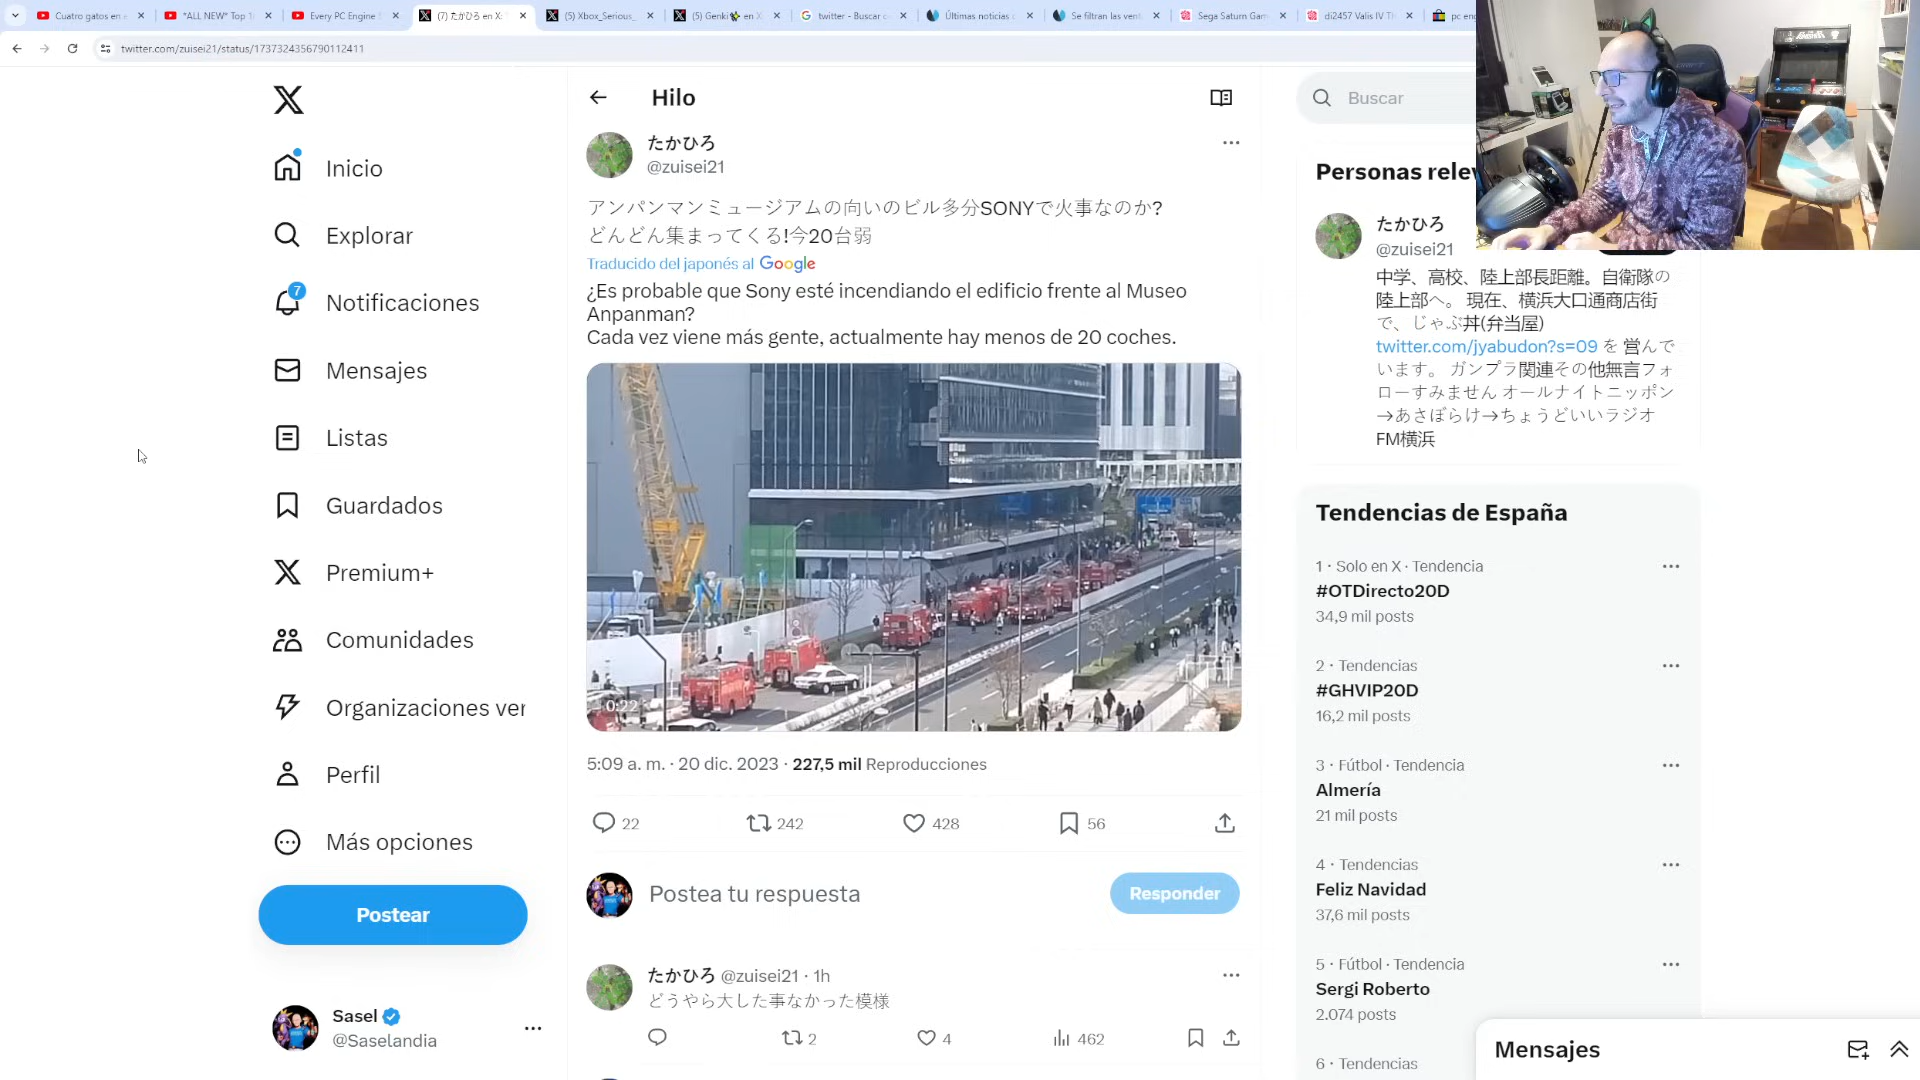 Cuatro gatos en e
*ALL NEW* Top 1
Every PC Engine
(7) たかひろ en X:
(5) Xbox_Serious_
(5) Genki en X
twitter - Buscar c
Últimas noticias
Se filtran las vent
Sega Saturn Gam
di2457 Valis IV Th
pc eng
twitter.com/zuisei21/status/1737324356790112411
Inicio
Explorar
7
Notificaciones
Mensajes
Listas
Guardados
Premium+
Comunidades
Organizaciones ver
Perfil
Más opciones
Postear
Sasel
@Saselandia
Hilo
たかひろ
@zuisei21
アンパンマンミュージアムの向いのビル多分SONYで火事なのか?
どんどん集まってくる!今20台弱
Traducido del japonés al Google
¿Es probable que Sony esté incendiando el edificio frente al Museo
Anpanman?
Cada vez viene más gente, actualmente hay menos de 20 coches.
0:22
5:09 a. m. · 20 dic. 2023 · 227,5 mil Reproducciones
22
242
428
56
Postea tu respuesta
Responder
たかひろ @zuisei21 · 1h
どうやら大した事なかった模様
2
4
462
Buscar
Personas rele
たかひろ
@zuisei21
中学、高校、陸上部長距離。自衛隊の
陸上部へ。 現在、横浜大口通商店街
で、じゃぶ丼(弁当屋)
twitter.com/jyabudon?s=09 を 営んで
います。 ガンプラ関連その他無言フォ
ローすみません オールナイトニッポン
→あさぼらけ→ちょうどいいラジオ
FM横浜
Tendencias de España
1 · Solo en X · Tendencia
#OTDirecto20D
34,9 mil posts
2 · Tendencias
#GHVIP20D
16,2 mil posts
3 · Fútbol · Tendencia
Almería
21 mil posts
4 · Tendencias
Feliz Navidad
37,6 mil posts
5 · Fútbol · Tendencia
Sergi Roberto
2.074 posts
6 · Tendencias
Mensajes